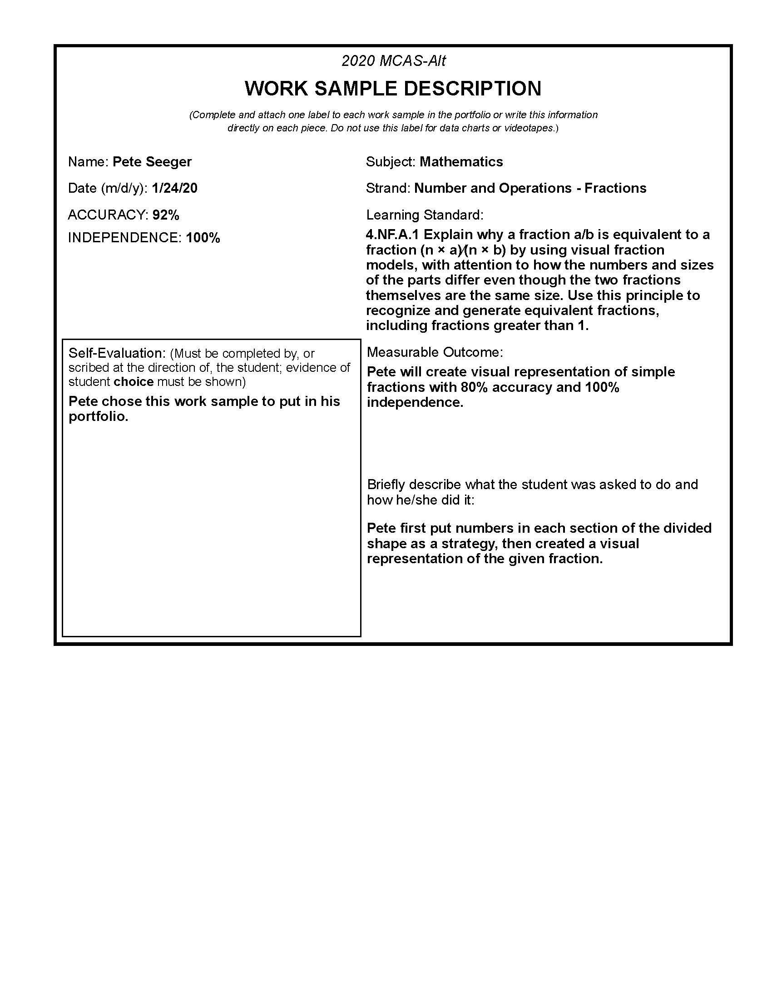 2020 MCAS-Alt
WORK SAMPLE DESCRIPTION
(Complete and attach one label to each work sample in the portfolio or write this information
directly on each piece. Do not use this label for data charts or videotapes.)
Name: Pete Seeger
Date (m/d/y): 1/24/20
ACCURACY: 92%
INDEPENDENCE: 100%
Subject: Mathematics
Strand: Number and Operations - Fractions
Learning Standard:
4.NF.A.1 Explain why a fraction a/b is equivalent to a
fraction (n × a)⁄(n × b) by using visual fraction
models, with attention to how the numbers and sizes
of the parts differ even though the two fractions
themselves are the same size. Use this principle to
recognize and generate equivalent fractions,
including fractions greater than 1.
Self-Evaluation: (Must be completed by, or
scribed at the direction of, the student; evidence of
student choice must be shown)
Pete chose this work sample to put in his
portfolio.
Measurable Outcome:
Pete will create visual representation of simple
fractions with 80% accuracy and 100%
independence.
Briefly describe what the student was asked to do and
how he/she did it:
Pete first put numbers in each section of the divided
shape as a strategy, then created a visual
representation of the given fraction.